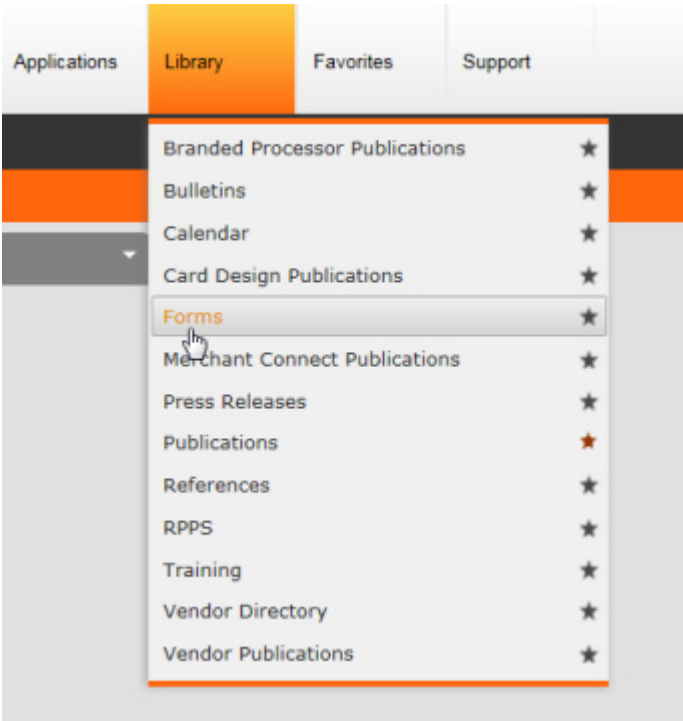 Applications Library Favorites Support
Branded Processor Publications
Bulletins
Calendar
Card Design Publications
Forms
Merchant Connect Publications
Press Releases
Publications
References
RPPS
Training
Vendor Directory
Vendor Publications